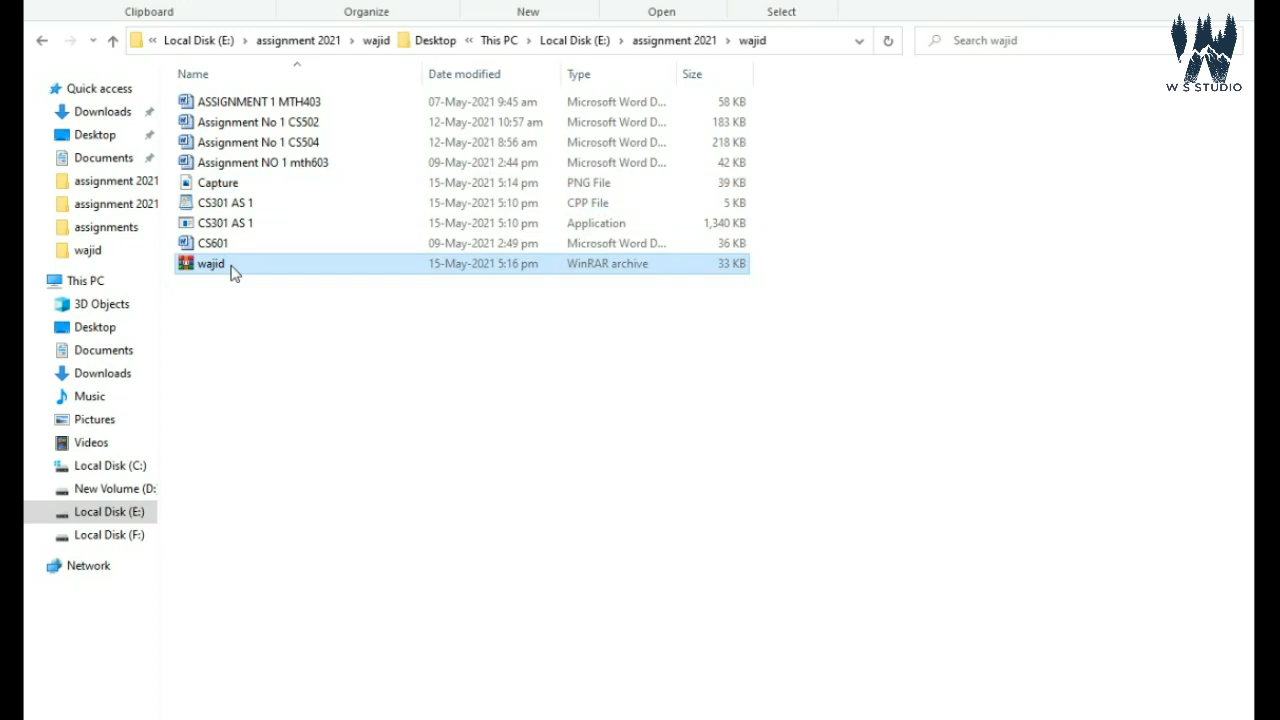 Clipboard Organize New Open Select
« Local Disk (E:) › assignment 2021 › wajid Desktop « This PC › Local Disk (E:) › assignment 2021 › wajid Search wajid
W S STUDIO
Name Date modified Type Size
ASSIGNMENT 1 MTH403 07-May-2021 9:45 am Microsoft Word D... 58 KB
Assignment No 1 CS502 12-May-2021 10:57 am Microsoft Word D... 183 KB
Assignment No 1 CS504 12-May-2021 8:56 am Microsoft Word D... 218 KB
Assignment NO 1 mth603 09-May-2021 2:44 pm Microsoft Word D... 42 KB
Capture 15-May-2021 5:14 pm PNG File 39 KB
CS301 AS 1 15-May-2021 5:10 pm CPP File 5 KB
CS301 AS 1 15-May-2021 5:10 pm Application 1,340 KB
CS601 09-May-2021 2:49 pm Microsoft Word D... 36 KB
wajid 15-May-2021 5:16 pm WinRAR archive 33 KB
Quick access
Downloads
Desktop
Documents
assignment 2021
assignment 2021
assignments
wajid
This PC
3D Objects
Desktop
Documents
Downloads
Music
Pictures
Videos
Local Disk (C:)
New Volume (D:
Local Disk (E:)
Local Disk (F:)
Network